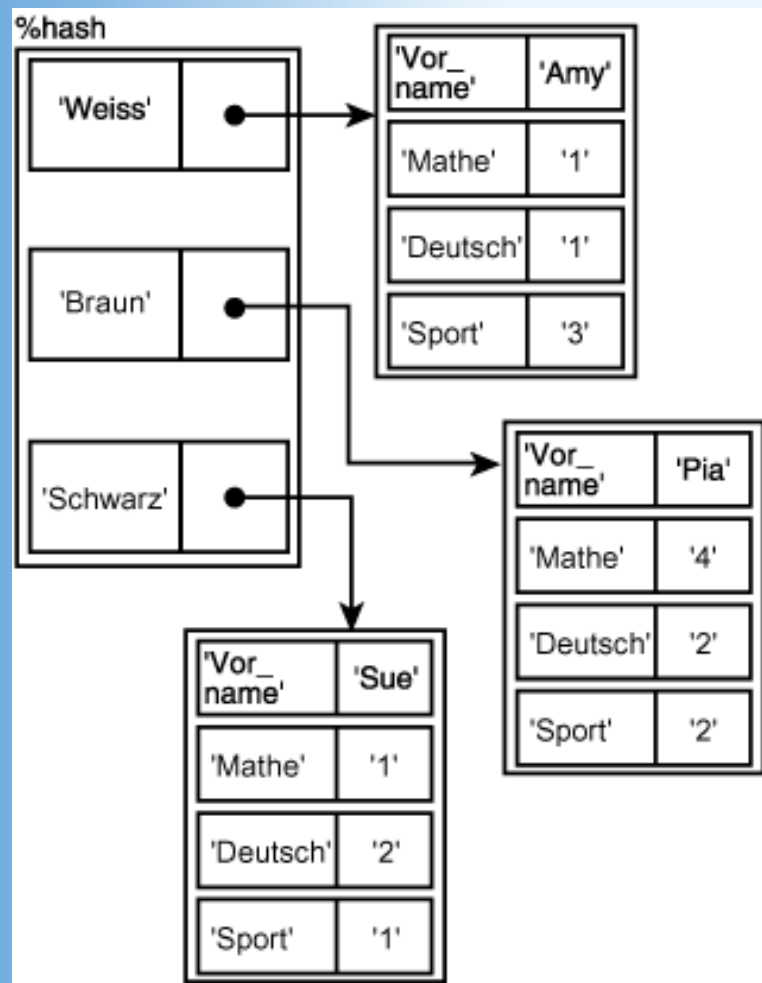 %hash
'Weiss'
'Vor_
name' 'Amy'
'Mathe' '1'
'Deutsch' '1'
'Sport' '3'
'Braun'
'Vor_
name' 'Pia'
'Mathe' '4'
'Deutsch' '2'
'Sport' '2'
'Schwarz'
'Vor_
name' 'Sue'
'Mathe' '1'
'Deutsch' '2'
'Sport' '1'